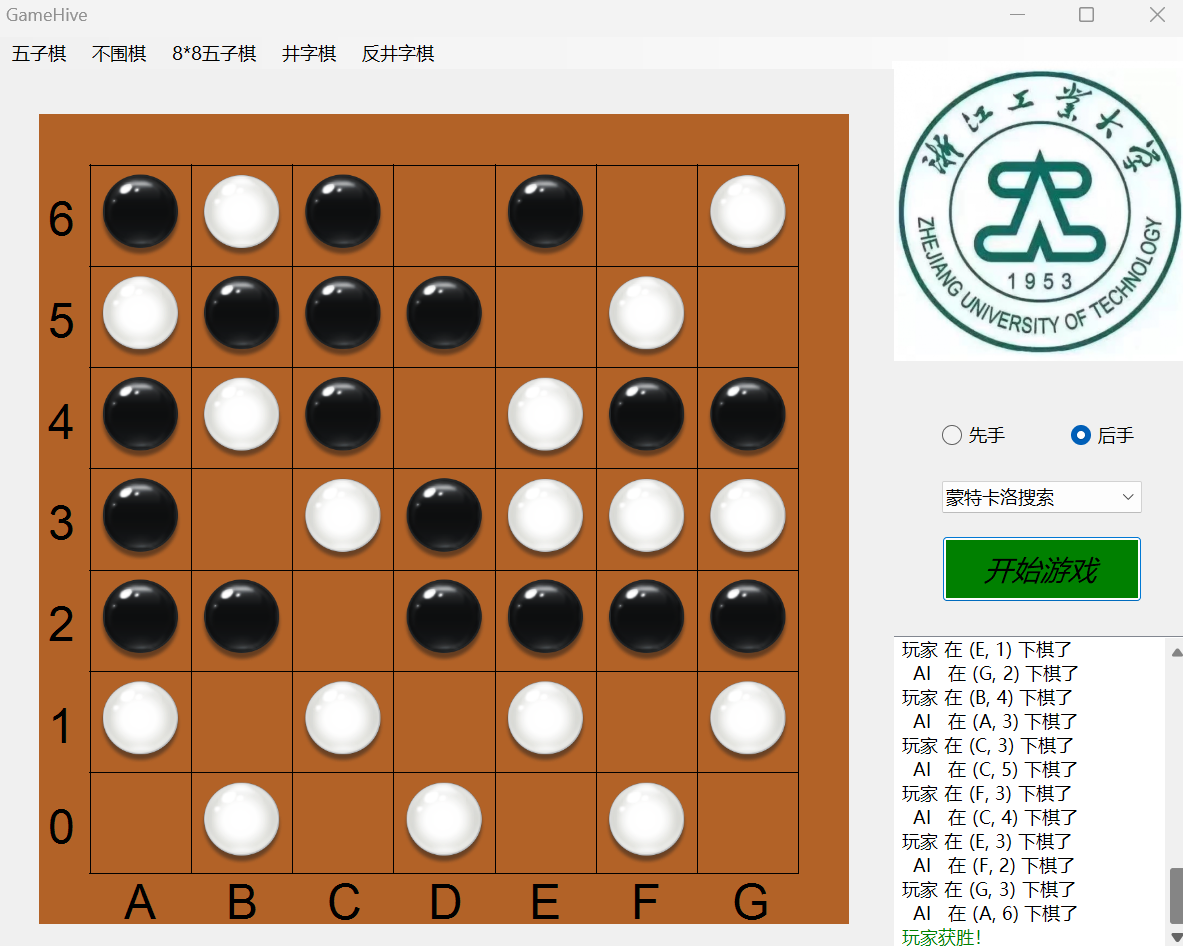 GameHive
五子棋 不围棋 8*8五子棋 井字棋 反井字棋
浙江工业大学
ZHEJIANG UNIVERSITY OF TECHNOLOGY
1953
6
5
4
3
2
1
0
A B C D E F G
先手 后手
蒙特卡洛搜索
开始游戏
玩家 在 (E, 1) 下棋了
AI 在 (G, 2) 下棋了
玩家 在 (B, 4) 下棋了
AI 在 (A, 3) 下棋了
玩家 在 (C, 3) 下棋了
AI 在 (C, 5) 下棋了
玩家 在 (F, 3) 下棋了
AI 在 (C, 4) 下棋了
玩家 在 (E, 3) 下棋了
AI 在 (F, 2) 下棋了
玩家 在 (G, 3) 下棋了
AI 在 (A, 6) 下棋了
玩家获胜!